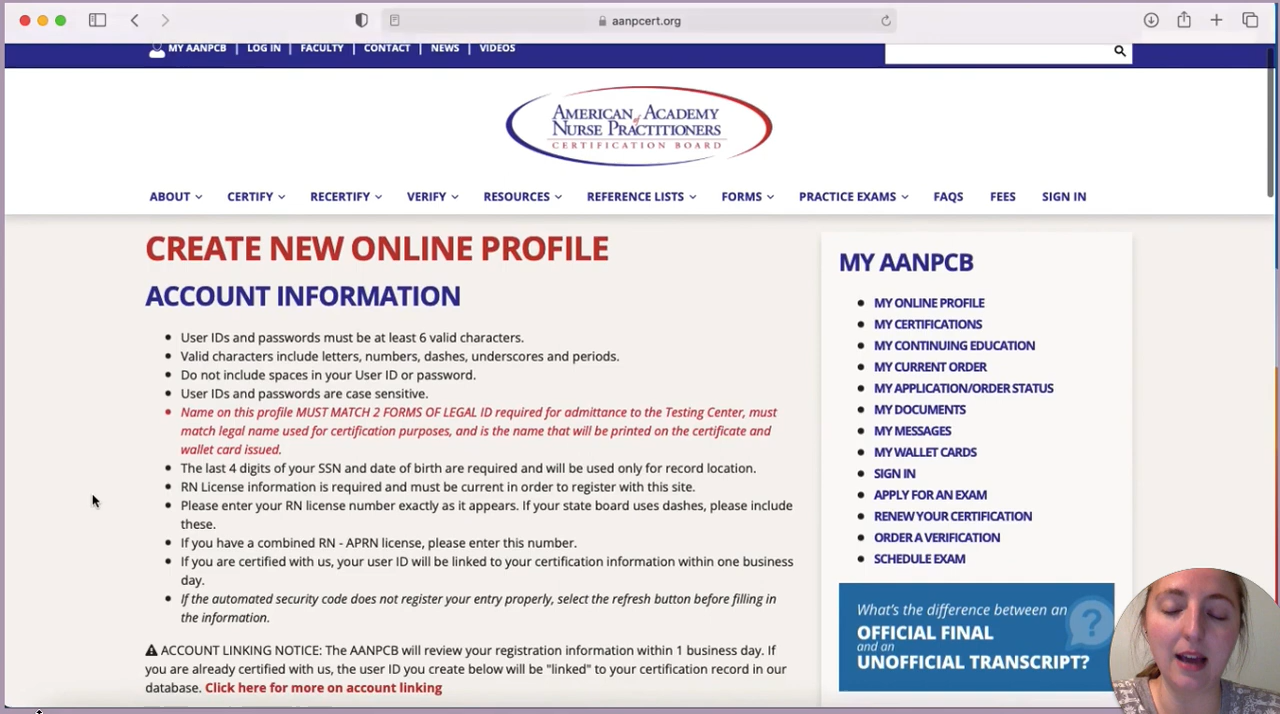 aanpcert.org
MY AANPCB | LOG IN | FACULTY | CONTACT | NEWS | VIDEOS
AMERICAN of ACADEMY
NURSE PRACTITIONERS
CERTIFICATION BOARD
ABOUT CERTIFY RECERTIFY VERIFY RESOURCES REFERENCE LISTS FORMS PRACTICE EXAMS FAQS FEES SIGN IN
CREATE NEW ONLINE PROFILE
ACCOUNT INFORMATION
• User IDs and passwords must be at least 6 valid characters.
• Valid characters include letters, numbers, dashes, underscores and periods.
• Do not include spaces in your User ID or password.
• User IDs and passwords are case sensitive.
• Name on this profile MUST MATCH 2 FORMS OF LEGAL ID required for admittance to the Testing Center, must
match legal name used for certification purposes, and is the name that will be printed on the certificate and
wallet card issued.
• The last 4 digits of your SSN and date of birth are required and will be used only for record location.
• RN License information is required and must be current in order to register with this site.
• Please enter your RN license number exactly as it appears. If your state board uses dashes, please include
these.
• If you have a combined RN - APRN license, please enter this number.
• If you are certified with us, your user ID will be linked to your certification information within one business
day.
• If the automated security code does not register your entry properly, select the refresh button before filling in
the information.
ACCOUNT LINKING NOTICE: The AANPCB will review your registration information within 1 business day. If
you are already certified with us, the user ID you create below will be "linked" to your certification record in our
database. Click here for more on account linking
MY AANPCB
• MY ONLINE PROFILE
• MY CERTIFICATIONS
• MY CONTINUING EDUCATION
• MY CURRENT ORDER
• MY APPLICATION/ORDER STATUS
• MY DOCUMENTS
• MY MESSAGES
• MY WALLET CARDS
• SIGN IN
• APPLY FOR AN EXAM
• RENEW YOUR CERTIFICATION
• ORDER A VERIFICATION
• SCHEDULE EXAM
What's the difference between an
OFFICIAL FINAL
and an
UNOFFICIAL TRANSCRIPT?
?